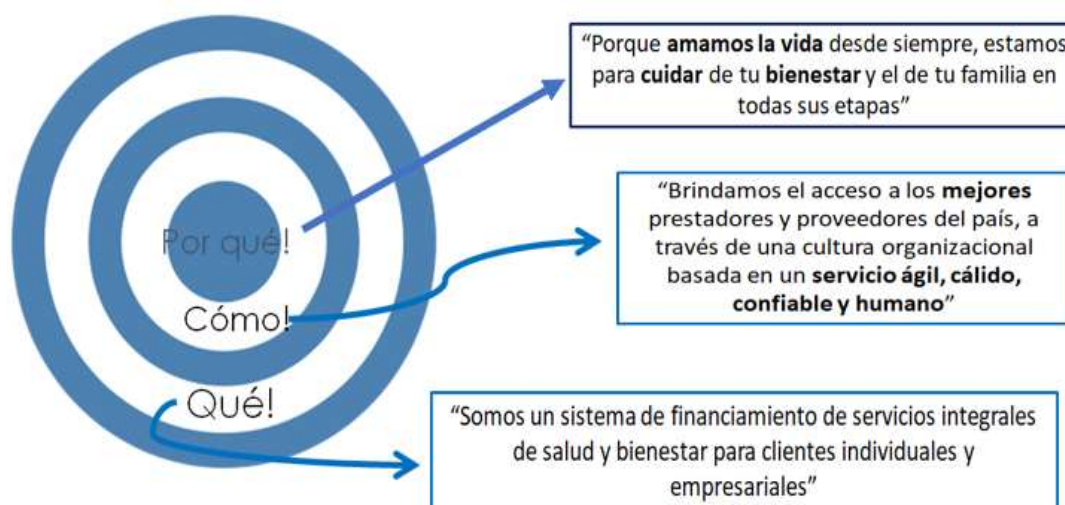 “Porque amamos la vida desde siempre, estamos
para cuidar de tu bienestar y el de tu familia en
todas sus etapas”
Por qué!
“Brindamos el acceso a los mejores
prestadores y proveedores del país, a
través de una cultura organizacional
basada en un servicio ágil, cálido,
confiable y humano”
Cómo!
Qué!
“Somos un sistema de financiamiento de servicios integrales
de salud y bienestar para clientes individuales y
empresariales”